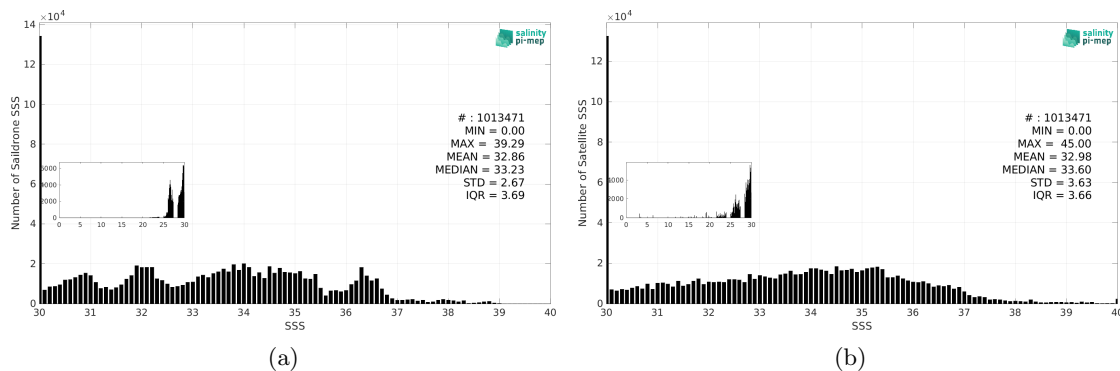 ×10⁴
14
12
10
8
6
4
2
0
Number of Saildrone SSS
salinity
pi-mep
# : 1013471
MIN = 0.00
MAX = 39.29
MEAN = 32.86
MEDIAN = 33.23
STD = 2.67
IQR = 3.69
6000
4000
2000
0
0 5 10 15 20 25 30
30 31 32 33 34 35 36 37 38 39 40
SSS
(a)
×10⁴
12
10
8
6
4
2
0
Number of Satellite SSS
salinity
pi-mep
# : 1013471
MIN = 0.00
MAX = 45.00
MEAN = 32.98
MEDIAN = 33.60
STD = 3.63
IQR = 3.66
0
0 5 10 15 20 25 30
30 31 32 33 34 35 36 37 38 39 40
SSS
(b)